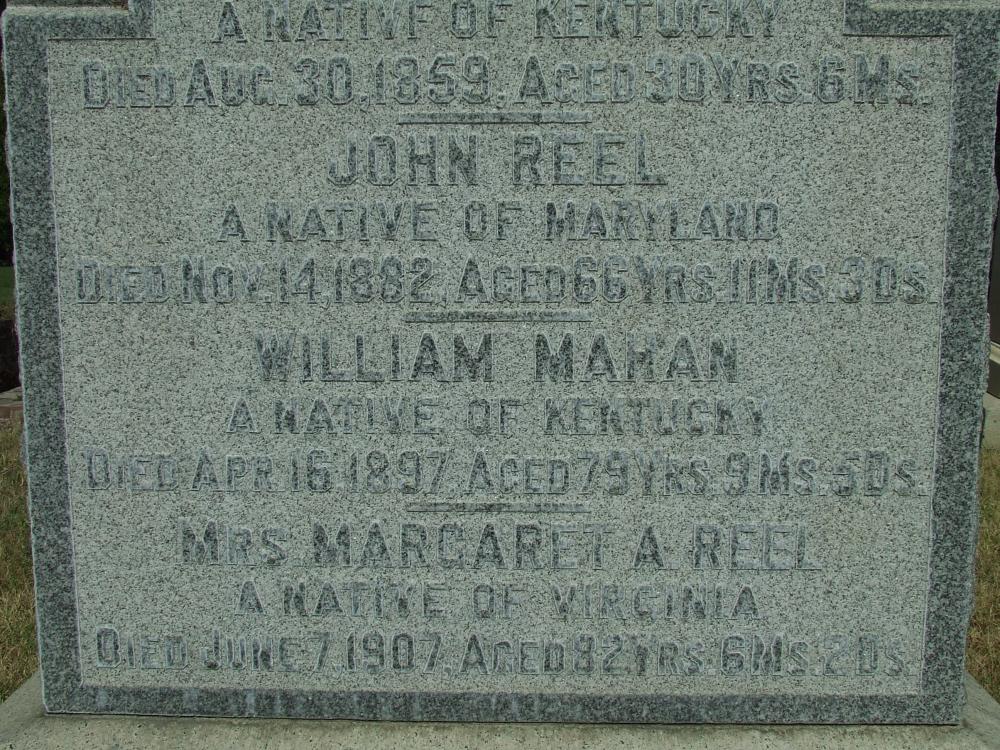 A NATIVE OF KENTUCKY
DIED AUG. 30, 1859. AGED 30 YRS. 6 MS.
JOHN REEL
A NATIVE OF MARYLAND
DIED NOV. 14, 1882, AGED 66 YRS. 11 MS. 3 DS.
WILLIAM MAHAN
A NATIVE OF KENTUCKY
DIED APR. 16, 1897, AGED 79 YRS. 9 MS. 5 DS.
MRS. MARGARET A. REEL
A NATIVE OF VIRGINIA
DIED JUNE 7, 1907, AGED 82 YRS. 6 MS. 2 DS.